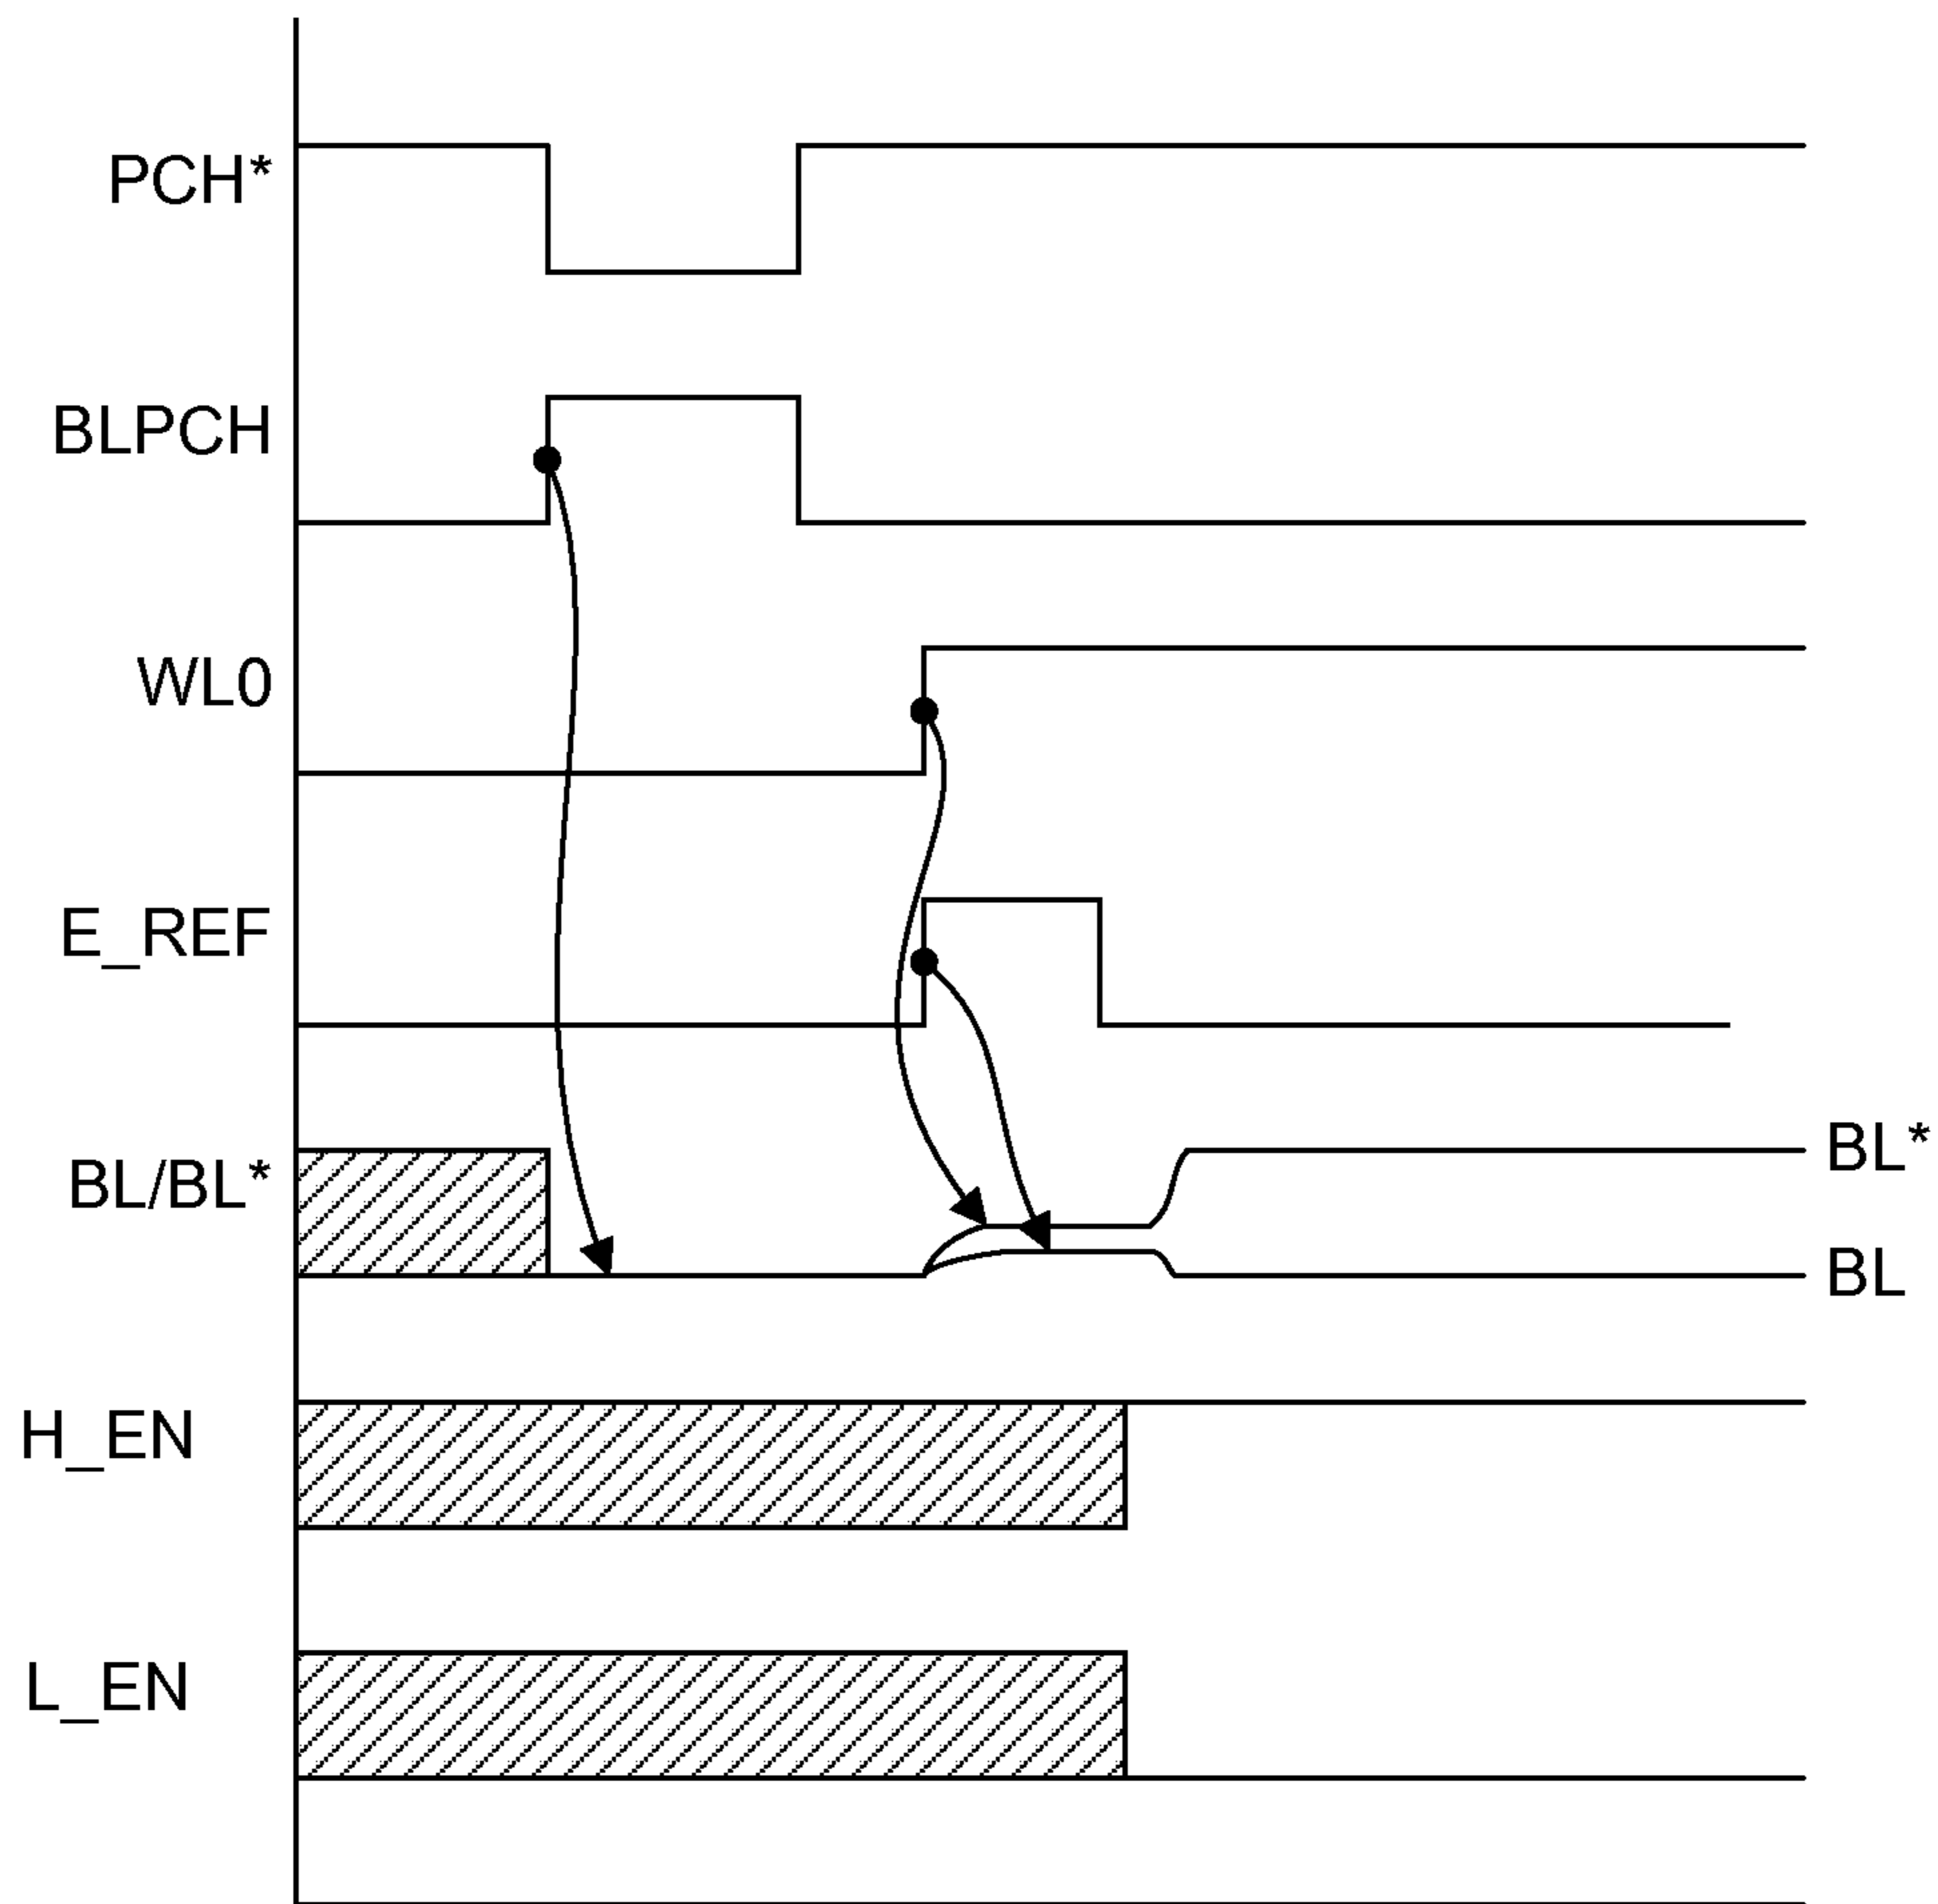 PCH*
BLPCH
WL0
E_REF
BL/BL*
BL*
BL
H_EN
L_EN